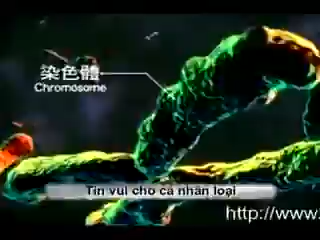 染色體
Chromosome
Tin vui cho cả nhân loại
http://www.